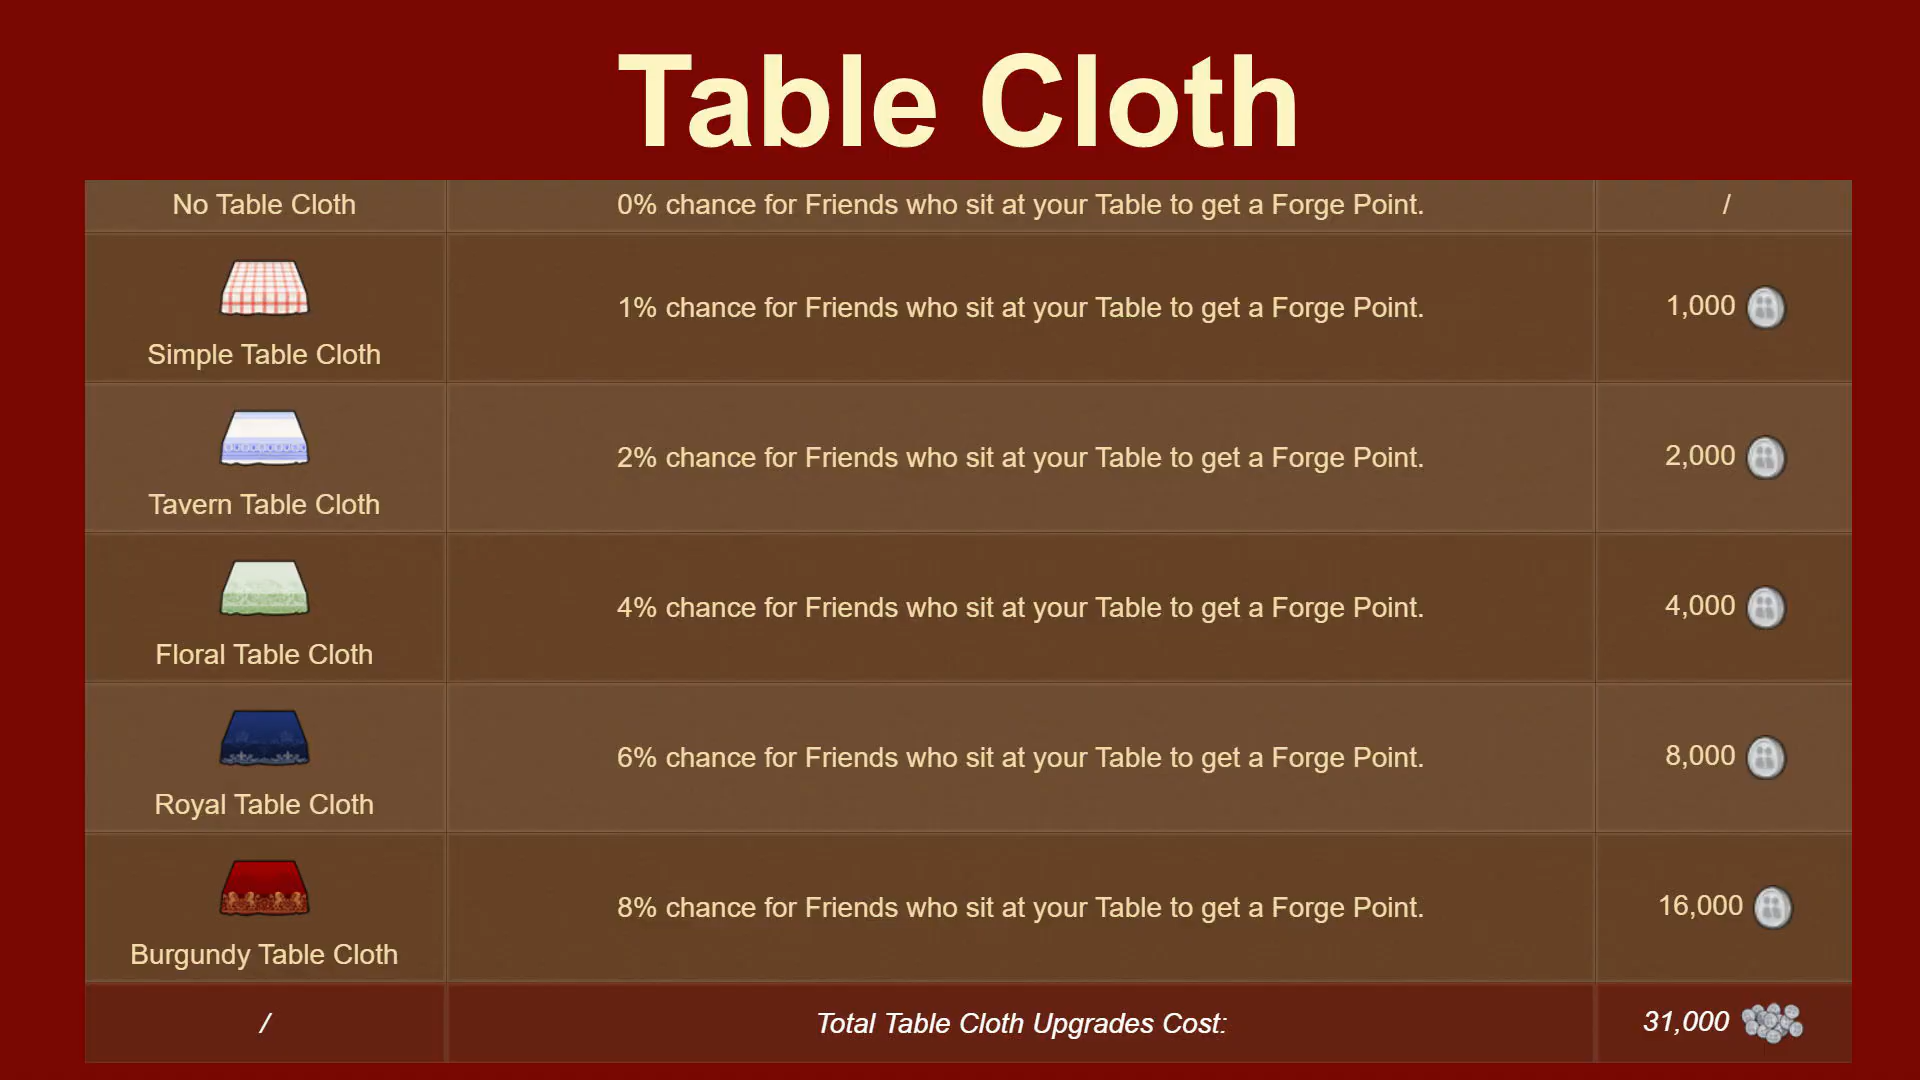 Table Cloth
No Table Cloth
0% chance for Friends who sit at your Table to get a Forge Point.
/
Simple Table Cloth
1% chance for Friends who sit at your Table to get a Forge Point.
1,000
Tavern Table Cloth
2% chance for Friends who sit at your Table to get a Forge Point.
2,000
Floral Table Cloth
4% chance for Friends who sit at your Table to get a Forge Point.
4,000
Royal Table Cloth
6% chance for Friends who sit at your Table to get a Forge Point.
8,000
Burgundy Table Cloth
8% chance for Friends who sit at your Table to get a Forge Point.
16,000
/
Total Table Cloth Upgrades Cost:
31,000